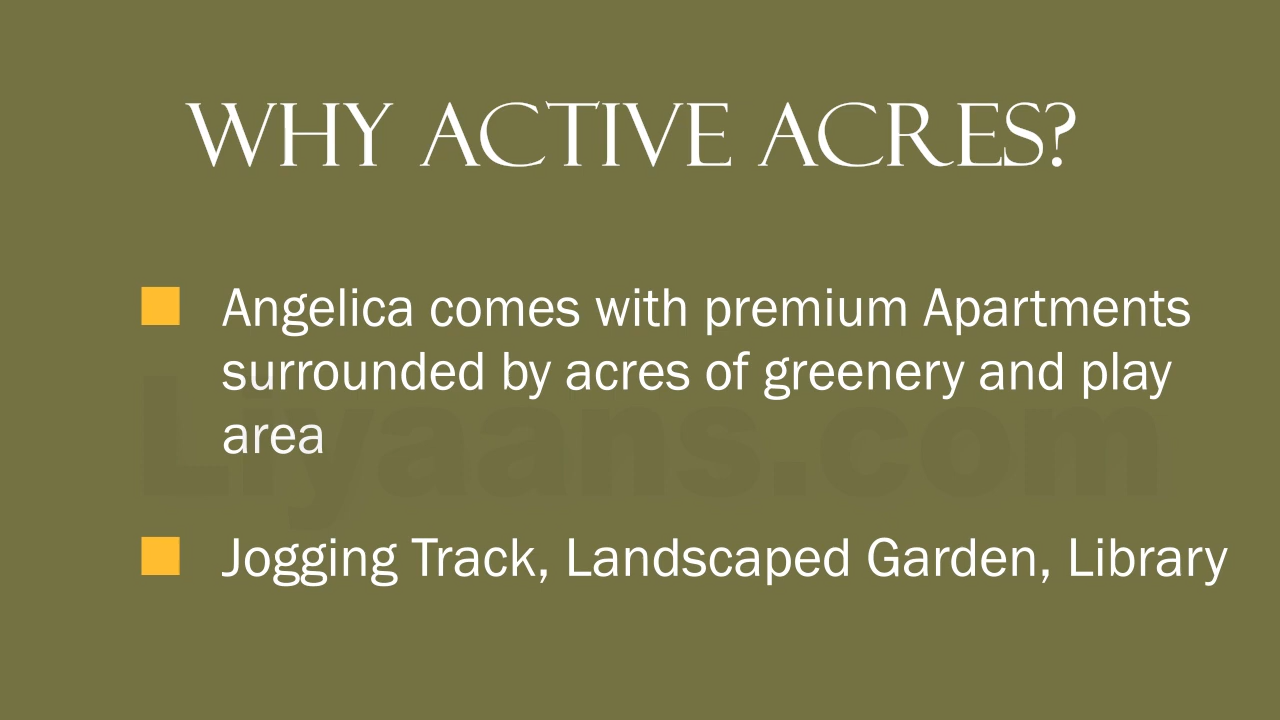 WHY ACTIVE ACRES?
Angelica comes with premium Apartments
surrounded by acres of greenery and play
area
Liyaans.com
Jogging Track, Landscaped Garden, Library